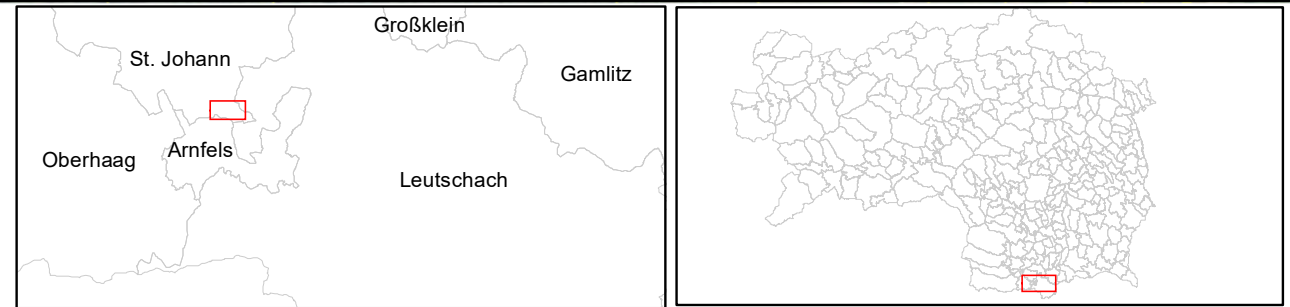 Großklein
St. Johann
Gamlitz
Arnfels
Oberhaag
Leutschach